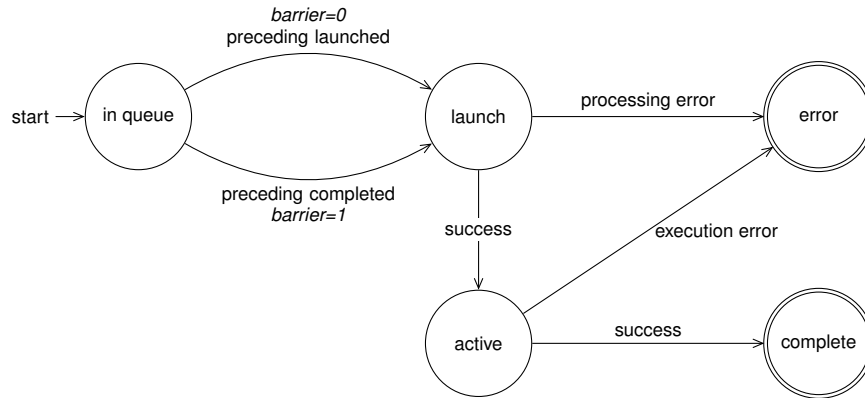 barrier=0
preceding launched
start
in queue
launch
processing error
error
preceding completed
barrier=1
success
execution error
active
success
complete